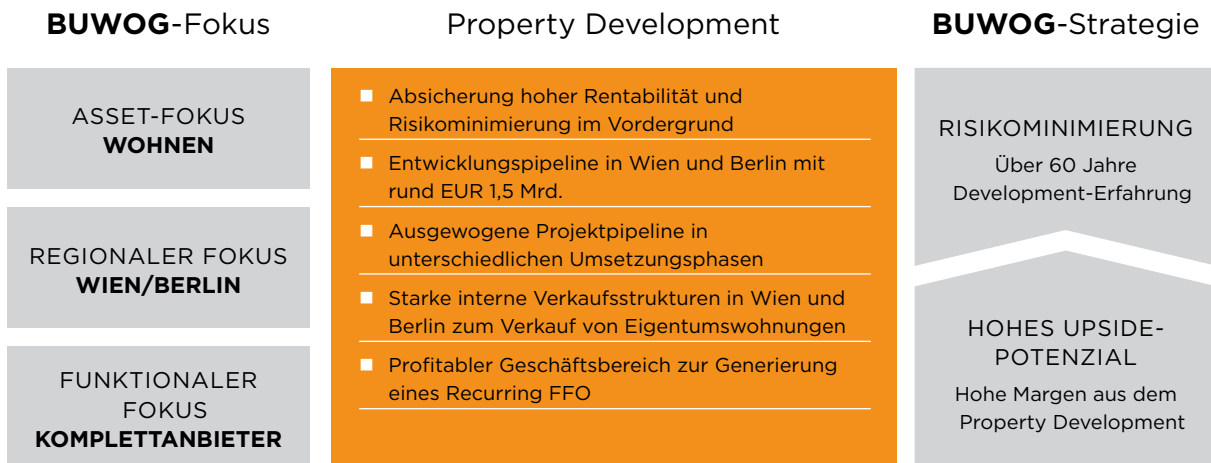 BUWOG-Fokus
ASSET-FOKUS
WOHNEN
REGIONALER FOKUS
WIEN/BERLIN
FUNKTIONALER
FOKUS
KOMPLETTANBIETER
Property Development
Absicherung hoher Rentabilität und
Risikominimierung im Vordergrund
Entwicklungspipeline in Wien und Berlin mit
rund EUR 1,5 Mrd.
Ausgewogene Projektpipeline in
unterschiedlichen Umsetzungsphasen
Starke interne Verkaufsstrukturen in Wien und
Berlin zum Verkauf von Eigentumswohnungen
Profitabler Geschäftsbereich zur Generierung
eines Recurring FFO
BUWOG-Strategie
RISIKOMINIMIERUNG
Über 60 Jahre
Development-Erfahrung
HOHES UPSIDE-
POTENZIAL
Hohe Margen aus dem
Property Development